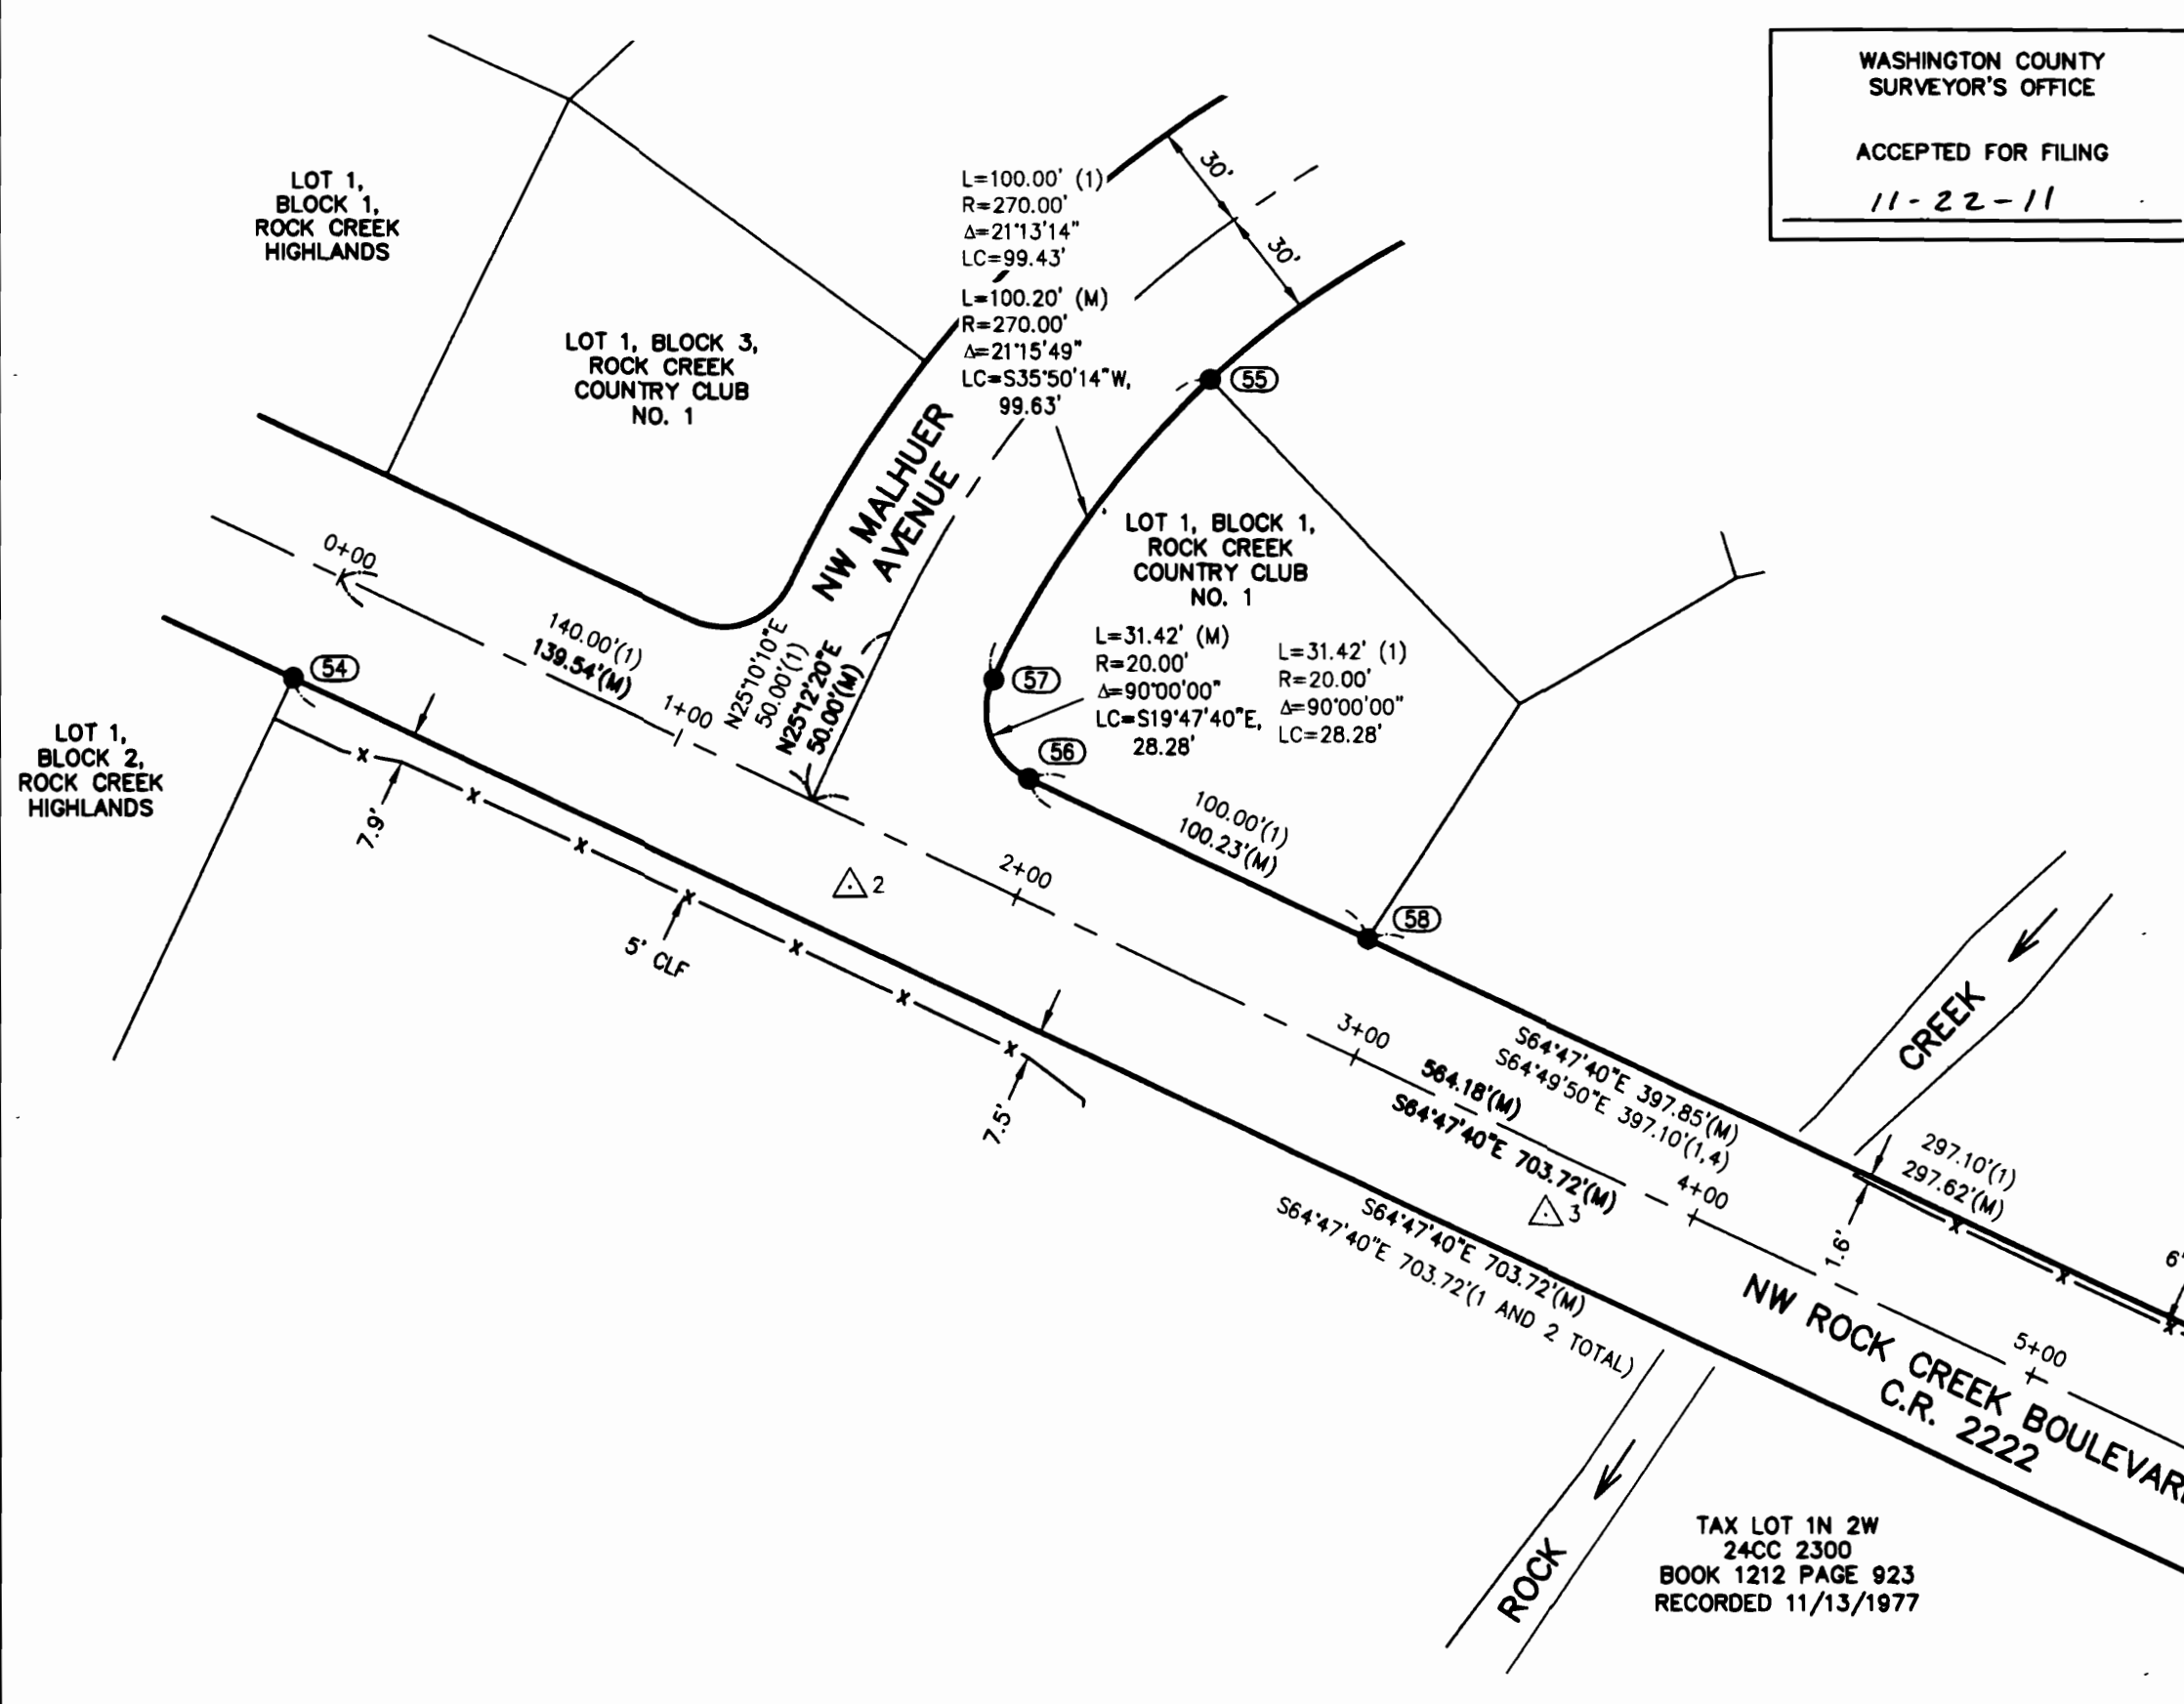 WASHINGTON COUNTY
SURVEYOR'S OFFICE
ACCEPTED FOR FILING
11-22-11
LOT 1,
BLOCK 1,
ROCK CREEK
HIGHLANDS
LOT 1, BLOCK 3,
ROCK CREEK
COUNTRY CLUB
NO. 1
L=100.00' (1)
R=270.00'
Δ=21°13'14"
LC=99.43'
L=100.20' (M)
R=270.00'
Δ=21°15'49"
LC=S35°50'14"W,
99.63'
30'
30'
55
NW MALHUER
AVENUE
LOT 1, BLOCK 1,
ROCK CREEK
COUNTRY CLUB
NO. 1
L=31.42' (M)
R=20.00'
Δ=90°00'00"
LC=S19°47'40"E,
28.28'
L=31.42' (1)
R=20.00'
Δ=90°00'00"
LC=28.28'
0+00
140.00'(1)
139.54'(M)
54
1+00
N25°10'10"E
50.00'(1)
N25°12'20"E
50.00'(M)
57
56
LOT 1,
BLOCK 2,
ROCK CREEK
HIGHLANDS
7.9'
5' CLF
2
2+00
100.00'(1)
100.23'(M)
58
7.5'
3+00
564.18'(M)
S64°47'40"E 703.72'(M)
S64°47'40"E 397.85'(M)
S64°49'50"E 397.10'(1,4)
CREEK
297.10'(1)
297.62'(M)
1.6'
6'
4+00
3
S64°47'40"E 703.72'(M)
S64°47'40"E 703.72'(1 AND 2 TOTAL)
5+00
NW ROCK CREEK BOULEVAR
C.R. 2222
ROCK
TAX LOT 1N 2W
24CC 2300
BOOK 1212 PAGE 923
RECORDED 11/13/1977